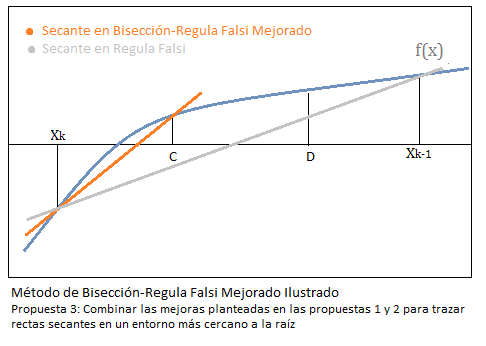 Secante en Bisección-Regula Falsi Mejorado
Secante en Regula Falsi
f(x)
Xk
C
D
Xk-1
Método de Bisección-Regula Falsi Mejorado Ilustrado
Propuesta 3: Combinar las mejoras planteadas en las propuestas 1 y 2 para trazar
rectas secantes en un entorno más cercano a la raíz